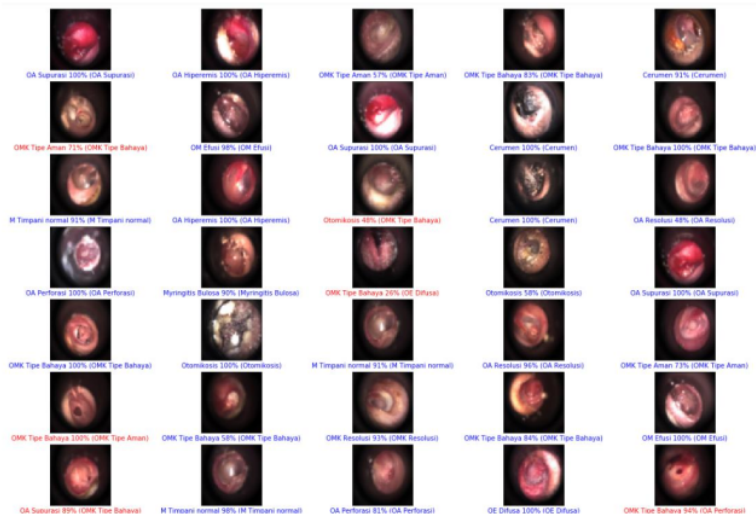 OA Supurasi 100% (OA Supurasi)
OA Hiperemis 100% (OA Hiperemis)
OMK Tipe Aman 57% (OMK Tipe Aman)
OMK Tipe Bahaya 83% (OMK Tipe Bahaya)
Cerumen 91% (Cerumen)
OMK Tipe Aman 71% (OMK Tipe Bahaya)
OM Efusi 98% (OM Efusi)
OA Supurasi 100% (OA Supurasi)
Cerumen 100% (Cerumen)
OMK Tipe Bahaya 100% (OMK Tipe Bahaya)
M Timpani normal 91% (M Timpani normal)
OA Hiperemis 100% (OA Hiperemis)
Otomikosis 48% (OMK Tipe Bahaya)
Cerumen 100% (Cerumen)
OA Resolusi 48% (OA Resolusi)
OA Perforasi 100% (OA Perforasi)
Myringitis Bulosa 90% (Myringitis Bulosa)
OMK Tipe Bahaya 26% (OE Difusa)
Otomikosis 58% (Otomikosis)
OA Supurasi 100% (OA Supurasi)
OMK Tipe Bahaya 100% (OMK Tipe Bahaya)
Otomikosis 100% (Otomikosis)
M Timpani normal 91% (M Timpani normal)
OA Resolusi 96% (OA Resolusi)
OMK Tipe Aman 73% (OMK Tipe Aman)
OMK Tipe Bahaya 100% (OMK Tipe Aman)
OMK Tipe Bahaya 58% (OMK Tipe Bahaya)
OMK Resolusi 93% (OMK Resolusi)
OMK Tipe Bahaya 84% (OMK Tipe Bahaya)
OM Efusi 100% (OM Efusi)
OA Supurasi 89% (OMK Tipe Bahaya)
M Timpani normal 98% (M Timpani normal)
OA Perforasi 81% (OA Perforasi)
OE Difusa 100% (OE Difusa)
OMK Tipe Bahaya 94% (OA Perforasi)